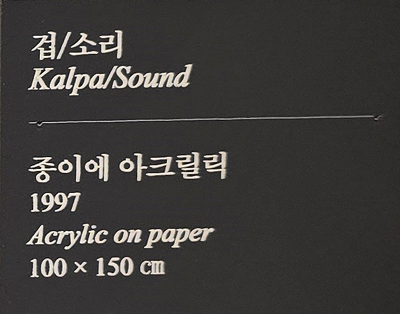 겁/소리
Kalpa/Sound
종이에 아크릴릭
1997
Acrylic on paper
100 × 150 ㎝